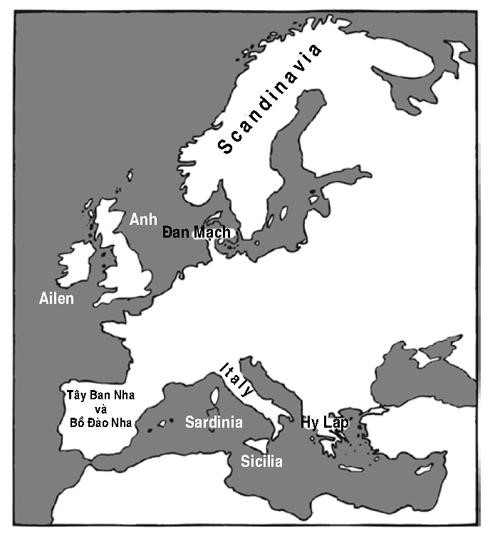 Scandinavia
Anh
Đan Mạch
Ailen
Italy
Tây Ban Nha
và
Bồ Đào Nha
Sardinia
Hy Lạp
Sicilia